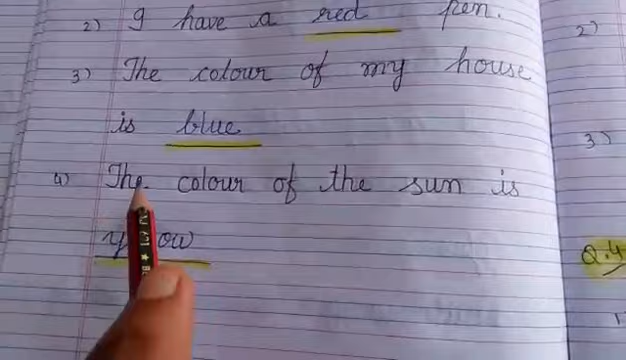 2) I have a red pen.
3) The colour of my house
is blue
4) The colour of the sun is
2)
3)
Q.4